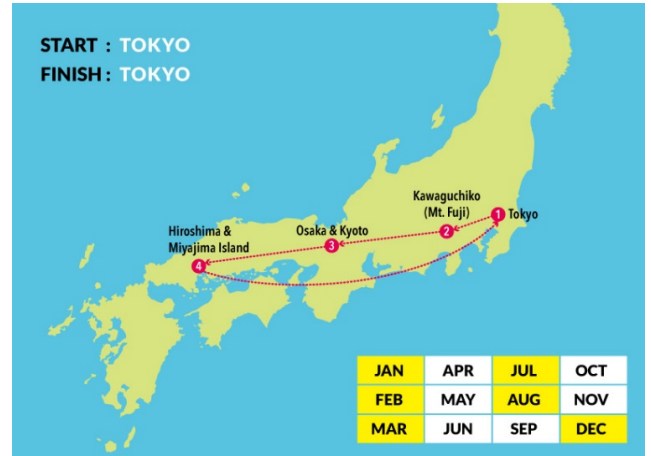 START : TOKYO
FINISH : TOKYO
Kawaguchiko
(Mt. Fuji)
1 Tokyo
2
Osaka & Kyoto
3
Hiroshima &
Miyajima Island
4
JAN APR JUL OCT
FEB MAY AUG NOV
MAR JUN SEP DEC